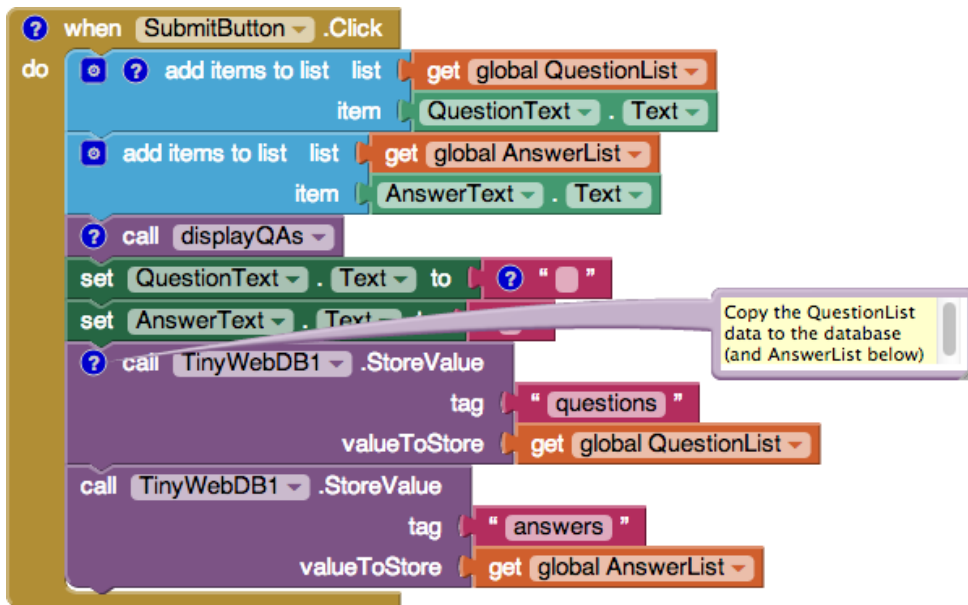 ? when SubmitButton .Click
do ? add items to list list get global QuestionList
item QuestionText . Text
add items to list list get global AnswerList
item AnswerText . Text
? call displayQAs
set QuestionText . Text to ? " "
set AnswerText . Text
Copy the QuestionList
data to the database
(and AnswerList below)
? call TinyWebDB1 .StoreValue
tag " questions "
valueToStore get global QuestionList
call TinyWebDB1 .StoreValue
tag " answers "
valueToStore get global AnswerList